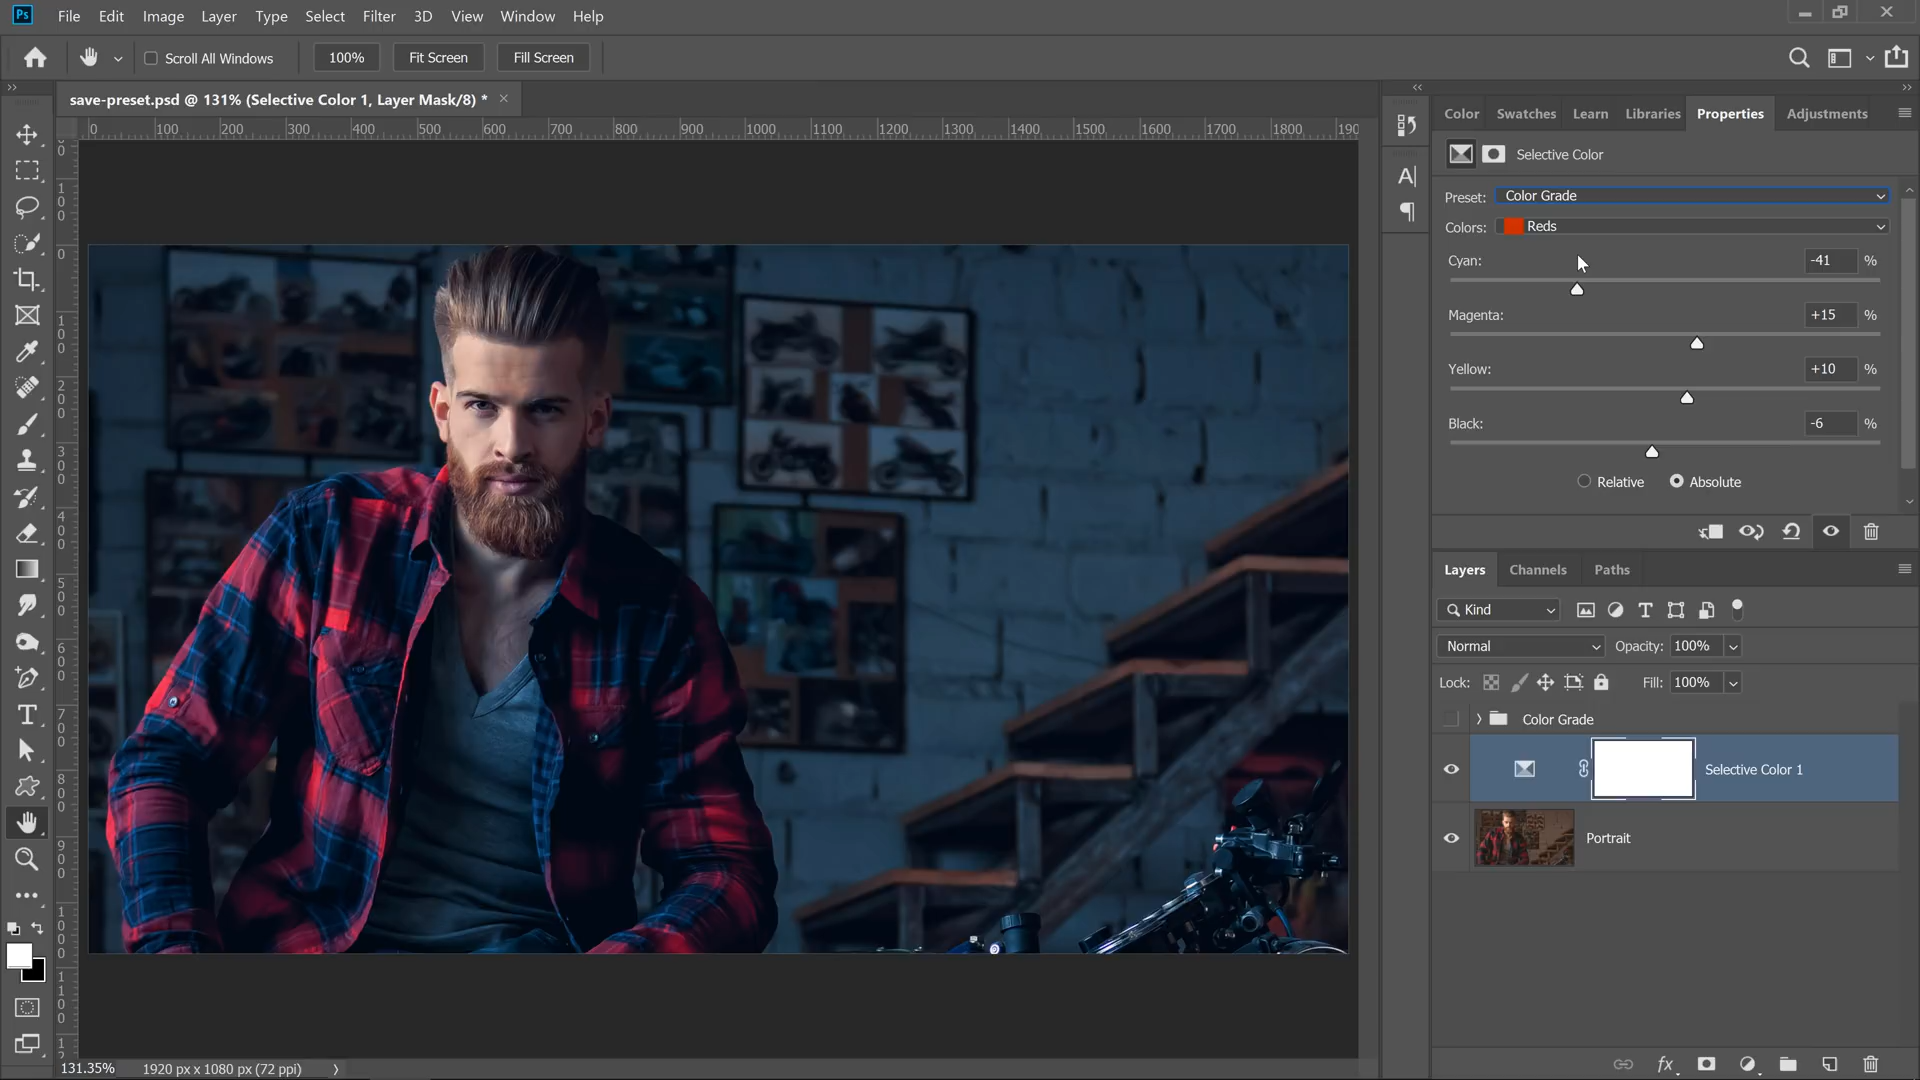 Ps File Edit Image Layer Type Select Filter 3D View Window Help
Scroll All Windows 100% Fit Screen Fill Screen
save-preset.psd @ 131% (Selective Color 1, Layer Mask/8) * ×
0 100 200 300 400 500 600 700 800 900 1000 1100 1200 1300 1400 1500 1600 1700 1800 190
Color Swatches Learn Libraries Properties Adjustments
Selective Color
Preset: Color Grade
Colors: Reds
Cyan: -41 %
Magenta: +15 %
Yellow: +10 %
Black: -6 %
Relative Absolute
Layers Channels Paths
Kind
Normal Opacity: 100%
Lock: Fill: 100%
Color Grade
Selective Color 1
Portrait
131.35% 1920 px x 1080 px (72 ppi)
fx